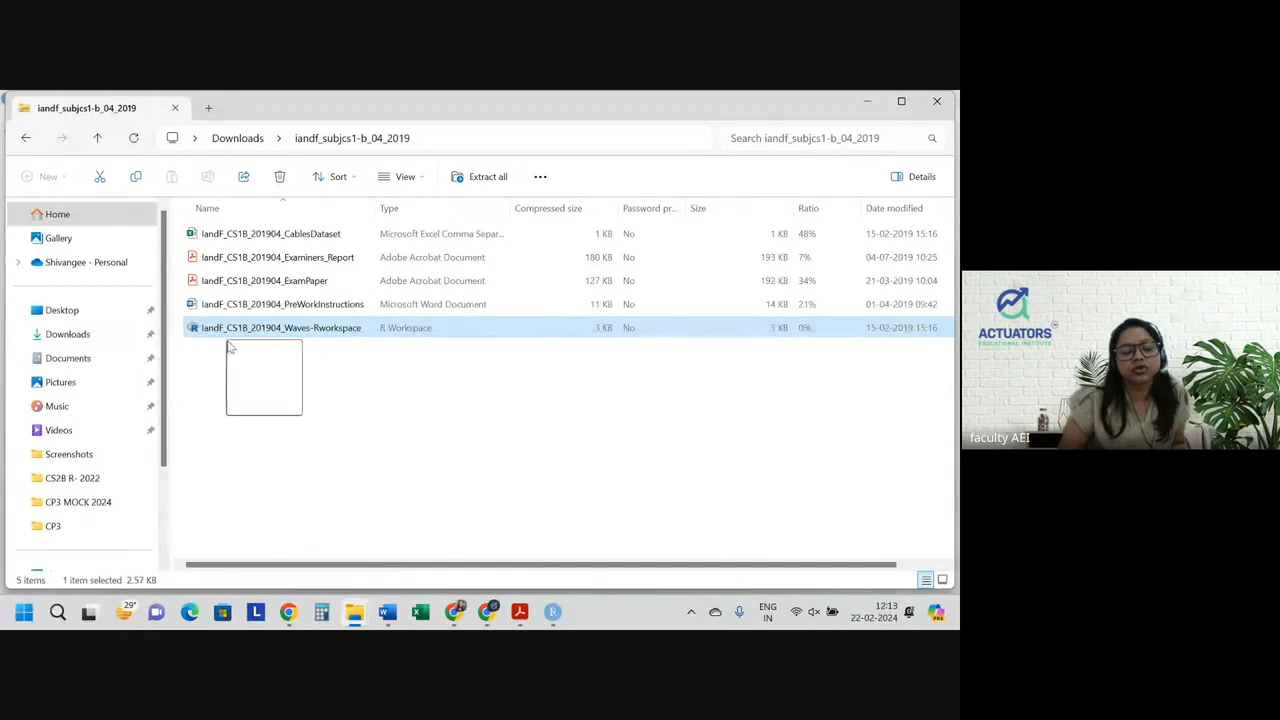 iandf_subjcs1-b_04_2019
Downloads > iandf_subjcs1-b_04_2019
Search iandf_subjcs1-b_04_2019
New
Sort
View
Extract all
Details
Name Type Compressed size Password pr... Size Ratio Date modified
IandF_CS1B_201904_CablesDataset Microsoft Excel Comma Separ... 1 KB No 1 KB 48% 15-02-2019 15:16
IandF_CS1B_201904_Examiners_Report Adobe Acrobat Document 180 KB No 193 KB 7% 04-07-2019 10:25
IandF_CS1B_201904_ExamPaper Adobe Acrobat Document 127 KB No 192 KB 34% 21-03-2019 10:04
IandF_CS1B_201904_PreWorkInstructions Microsoft Word Document 11 KB No 14 KB 21% 01-04-2019 09:42
IandF_CS1B_201904_Waves-Rworkspace R Workspace 3 KB No 3 KB 0% 15-02-2019 15:16
Home
Gallery
Shivangee - Personal
Desktop
Downloads
Documents
Pictures
Music
Videos
Screenshots
CS2B R- 2022
CP3 MOCK 2024
CP3
5 items 1 item selected 2.57 KB
29°
ENG
IN
12:13
22-02-2024
PRE
ACTUATORS
EDUCATIONAL INSTITUTE
faculty AEI